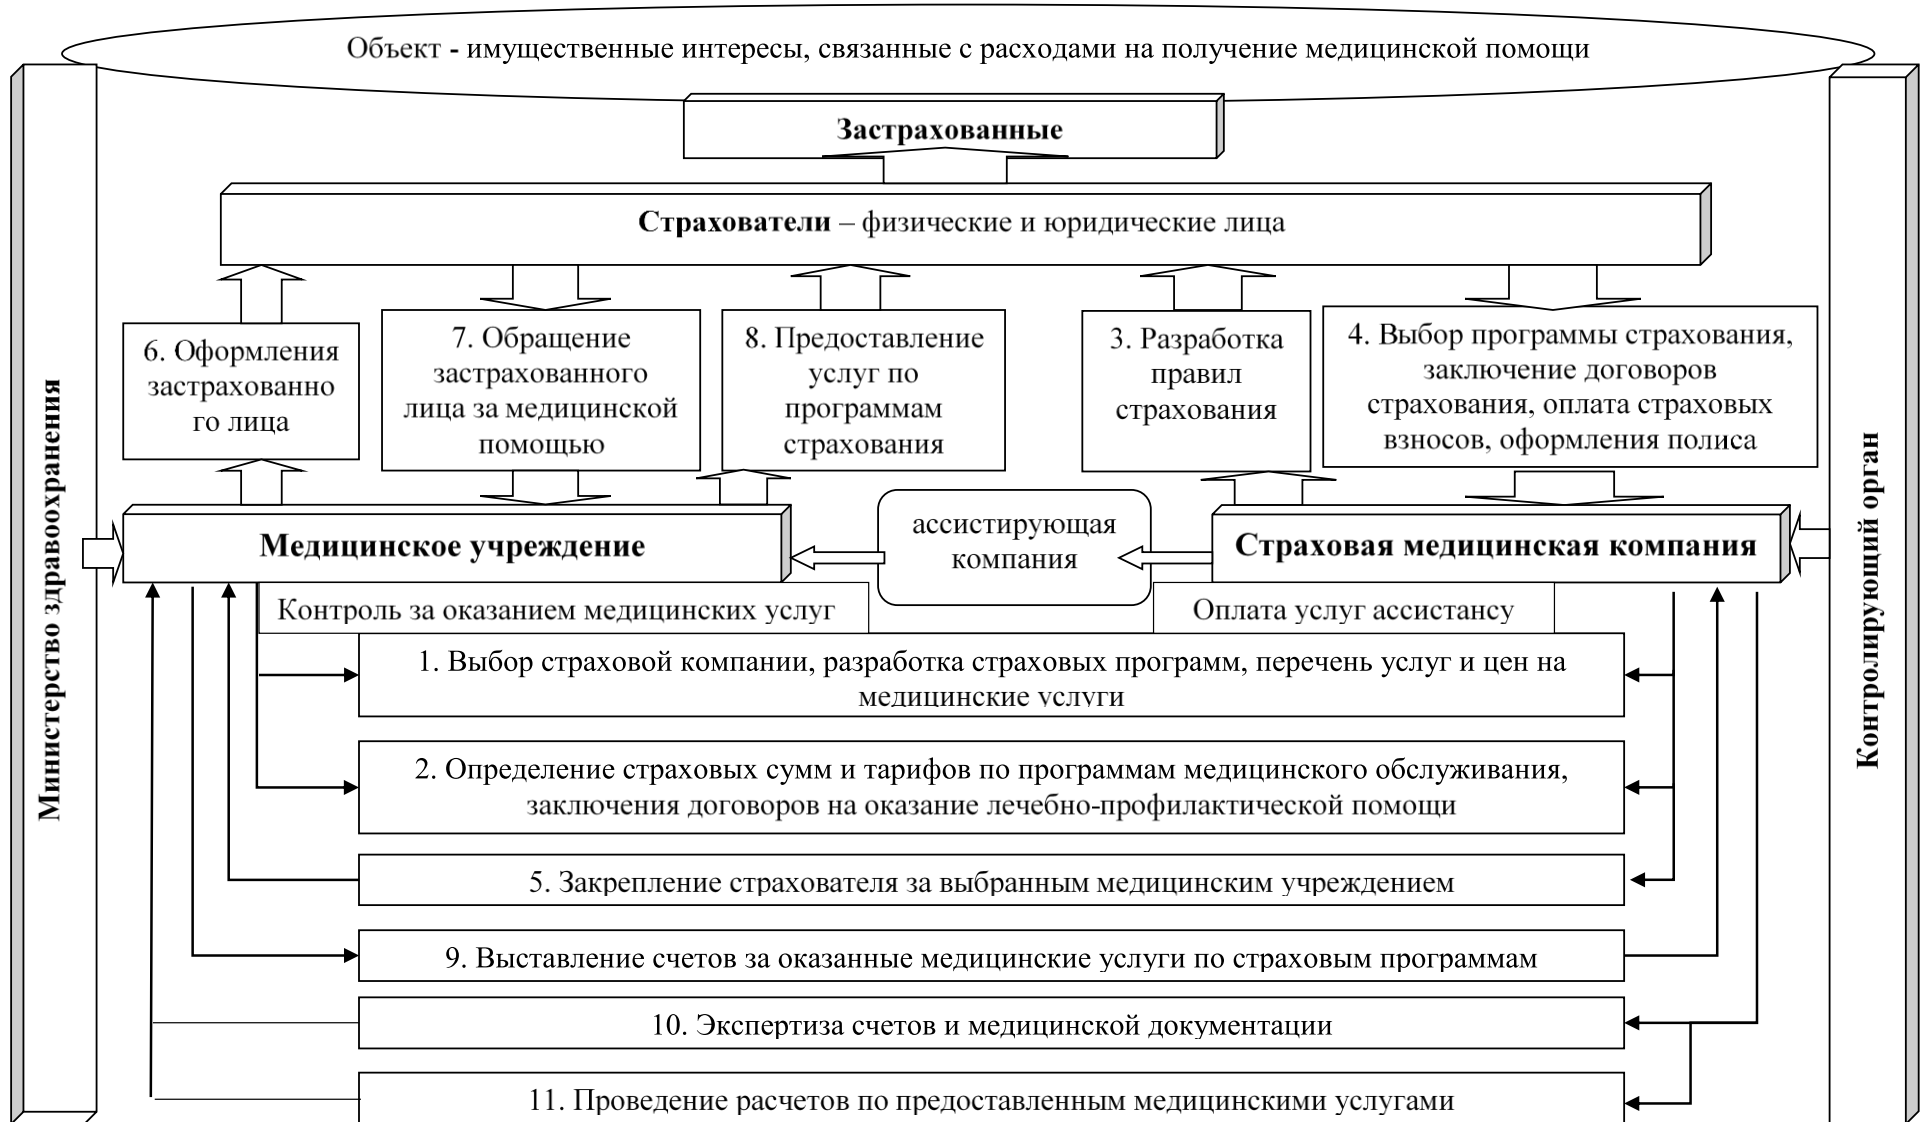 Объект - имущественные интересы, связанные с расходами на получение медицинской помощи
Застрахованные
Страхователи – физические и юридические лица
6. Оформления
застрахованно
го лица
7. Обращение
застрахованного
лица за медицинской
помощью
8. Предоставление
услуг по
программам
страхования
3. Разработка
правил
страхования
4. Выбор программы страхования,
заключение договоров
страхования, оплата страховых
взносов, оформления полиса
Министерство здравоохранения
Контролирующий орган
Медицинское учреждение
ассистирующая
компания
Страховая медицинская компания
Контроль за оказанием медицинских услуг
Оплата услуг ассистансу
1. Выбор страховой компании, разработка страховых программ, перечень услуг и цен на
медицинские услуги
2. Определение страховых сумм и тарифов по программам медицинского обслуживания,
заключения договоров на оказание лечебно-профилактической помощи
5. Закрепление страхователя за выбранным медицинским учреждением
9. Выставление счетов за оказанные медицинские услуги по страховым программам
10. Экспертиза счетов и медицинской документации
11. Проведение расчетов по предоставленным медицинскими услугами